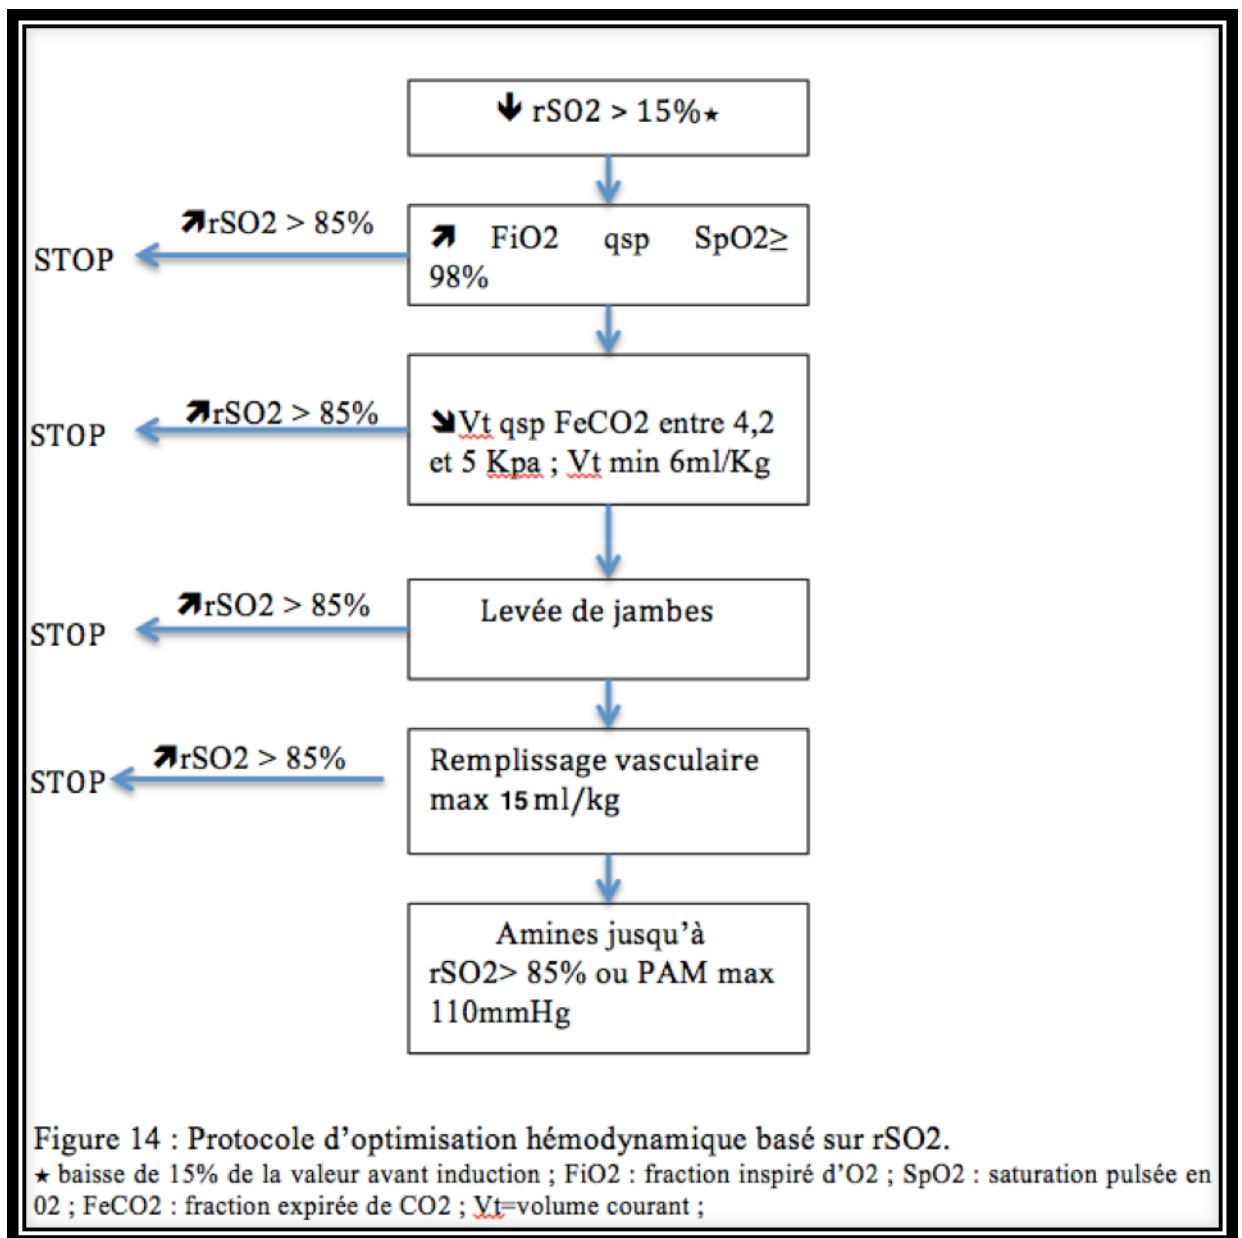 ↓ rSO2 > 15%★
↗rSO2 > 85%
STOP
↗ FiO2 qsp SpO2≥
98%
↗rSO2 > 85%
STOP
↘Vt qsp FeCO2 entre 4,2
et 5 Kpa ; Vt min 6ml/Kg
↗rSO2 > 85%
STOP
Levée de jambes
↗rSO2 > 85%
STOP
Remplissage vasculaire
max 15 ml/kg
Amines jusqu’à
rSO2> 85% ou PAM max
110mmHg
Figure 14 : Protocole d’optimisation hémodynamique basé sur rSO2.
★ baisse de 15% de la valeur avant induction ; FiO2 : fraction inspiré d’O2 ; SpO2 : saturation pulsée en
02 ; FeCO2 : fraction expirée de CO2 ; Vt=volume courant ;